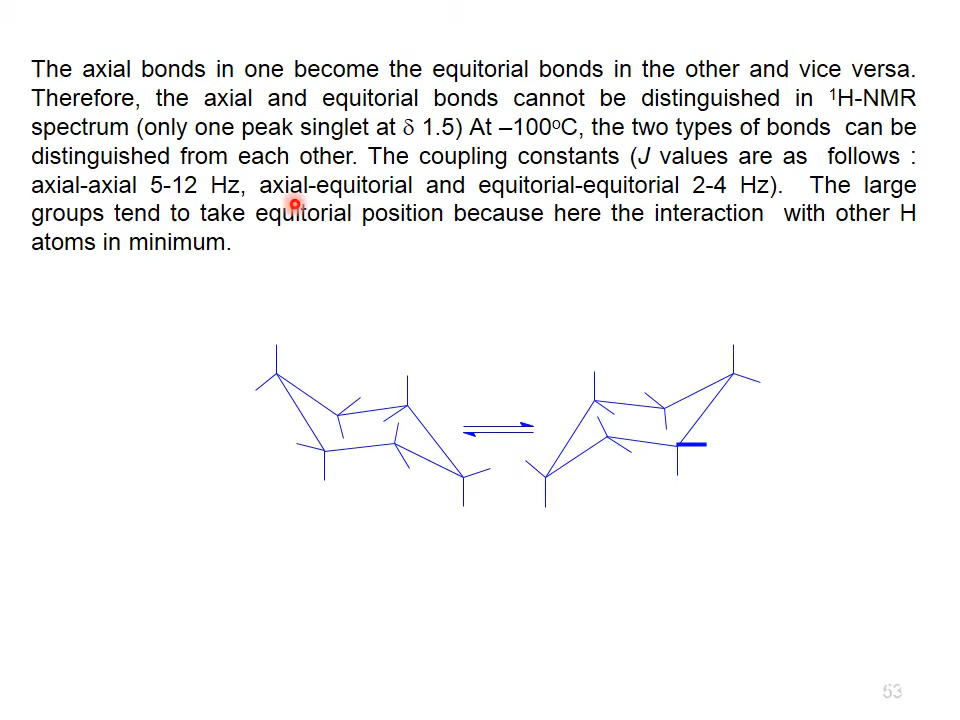 The axial bonds in one become the equitorial bonds in the other and vice versa.
Therefore, the axial and equitorial bonds cannot be distinguished in ¹H-NMR
spectrum (only one peak singlet at δ 1.5) At –100ᵒC, the two types of bonds can be
distinguished from each other. The coupling constants (J values are as follows :
axial-axial 5-12 Hz, axial-equitorial and equitorial-equitorial 2-4 Hz). The large
groups tend to take equitorial position because here the interaction with other H
atoms in minimum.
53